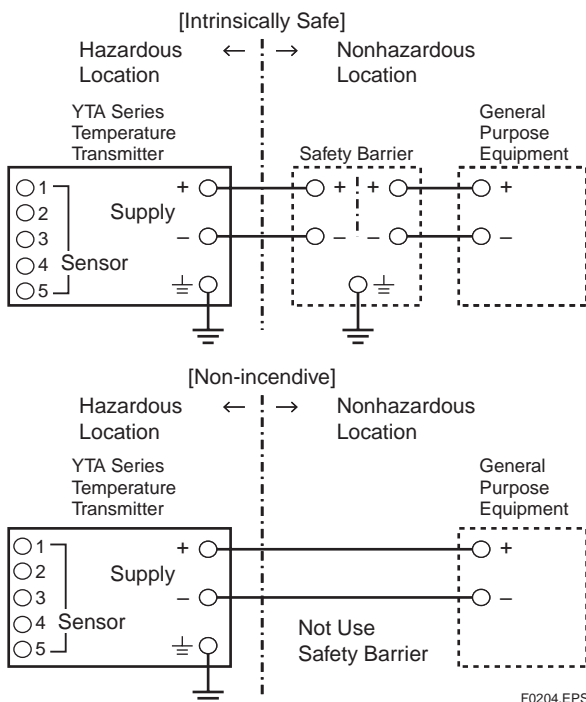 [Intrinsically Safe]
Hazardous Location ← → Nonhazardous Location
YTA Series Temperature Transmitter
Safety Barrier
General Purpose Equipment
1
2
3
4
5
Sensor
Supply
+
–
+
–
+
–
+
–
[Non-incendive]
Hazardous Location ← → Nonhazardous Location
YTA Series Temperature Transmitter
General Purpose Equipment
1
2
3
4
5
Sensor
Supply
+
–
+
–
Not Use
Safety Barrier
F0204.EPS